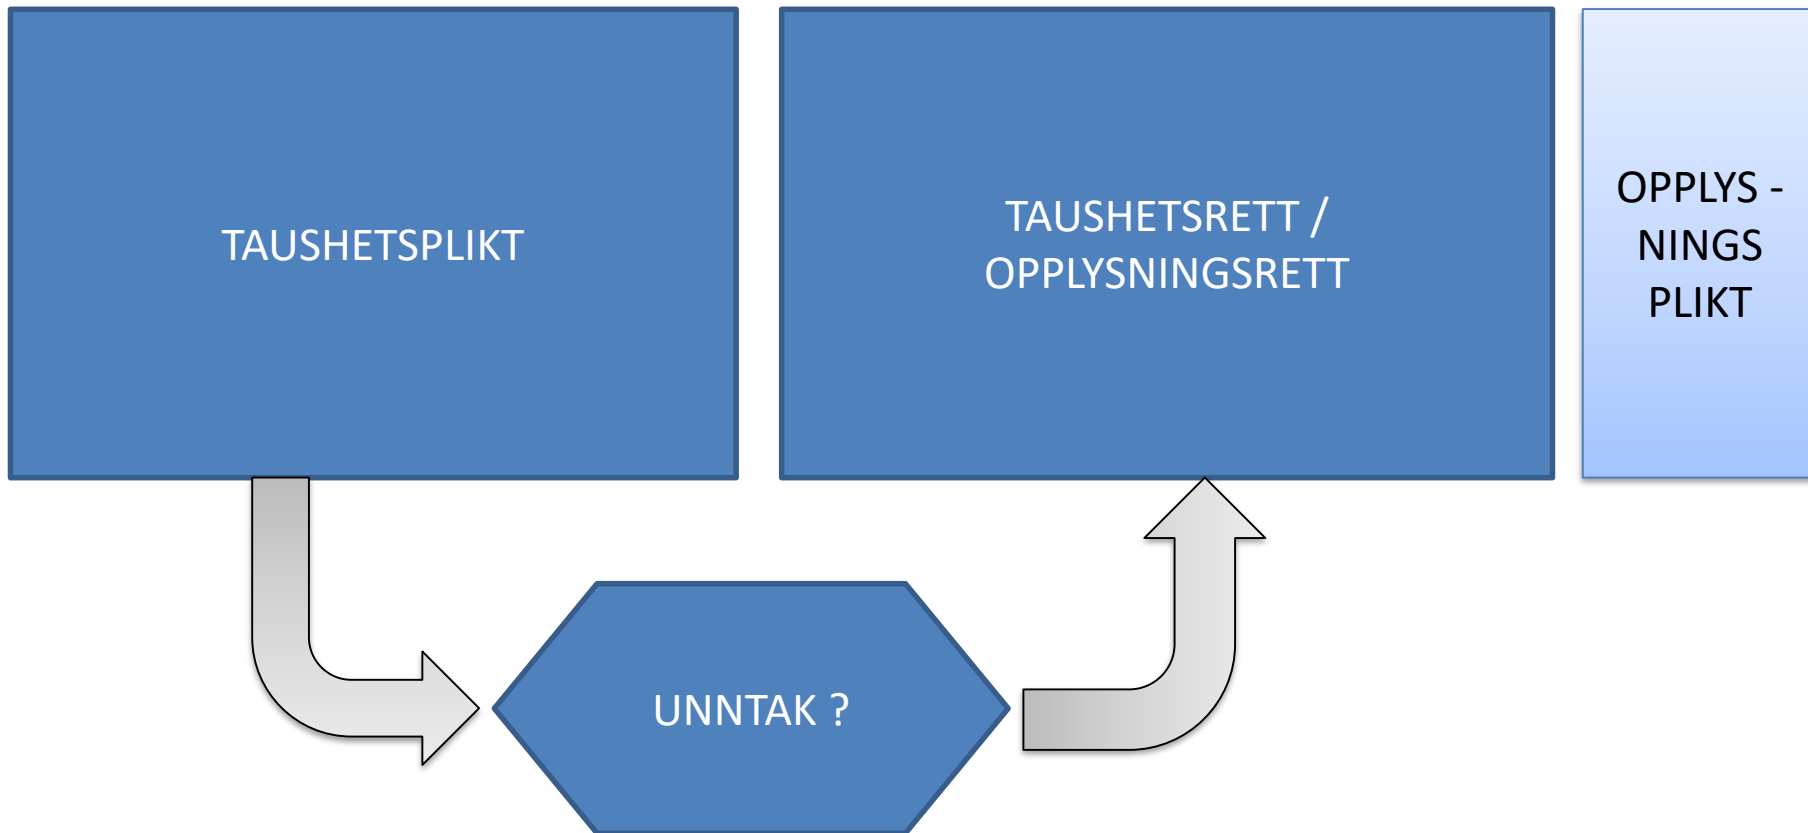 TAUSHETSPLIKT
TAUSHETSRETT /
OPPLYSNINGSRETT
OPPLYS -
NINGS
PLIKT
UNNTAK ?